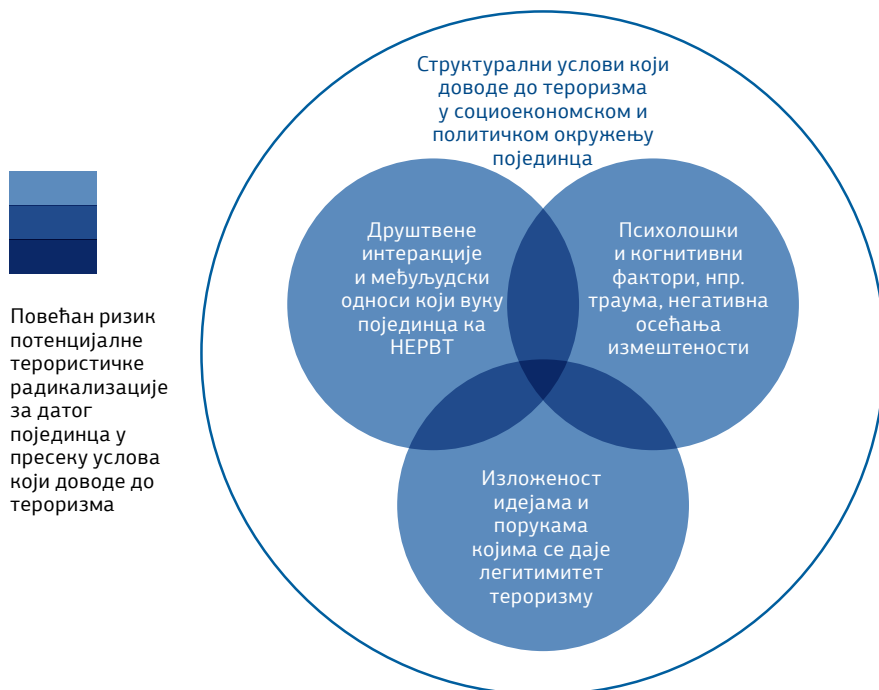 Структурални услови који
доводе до тероризма
у социоекономском и
политичком окружењу
појединца
Друштвене
интеракције
и међуљудски
односи који вуку
појединца ка
НЕРВТ
Психолошки
и когнитивни
фактори, нпр.
траума, негативна
осећања
измештености
Изложеност
идејама и
порукама
којима се даје
легитимитет
тероризму
Повећан ризик
потенцијалне
терористичке
радикализације
за датог
појединца у
пресеку услова
који доводе до
тероризма